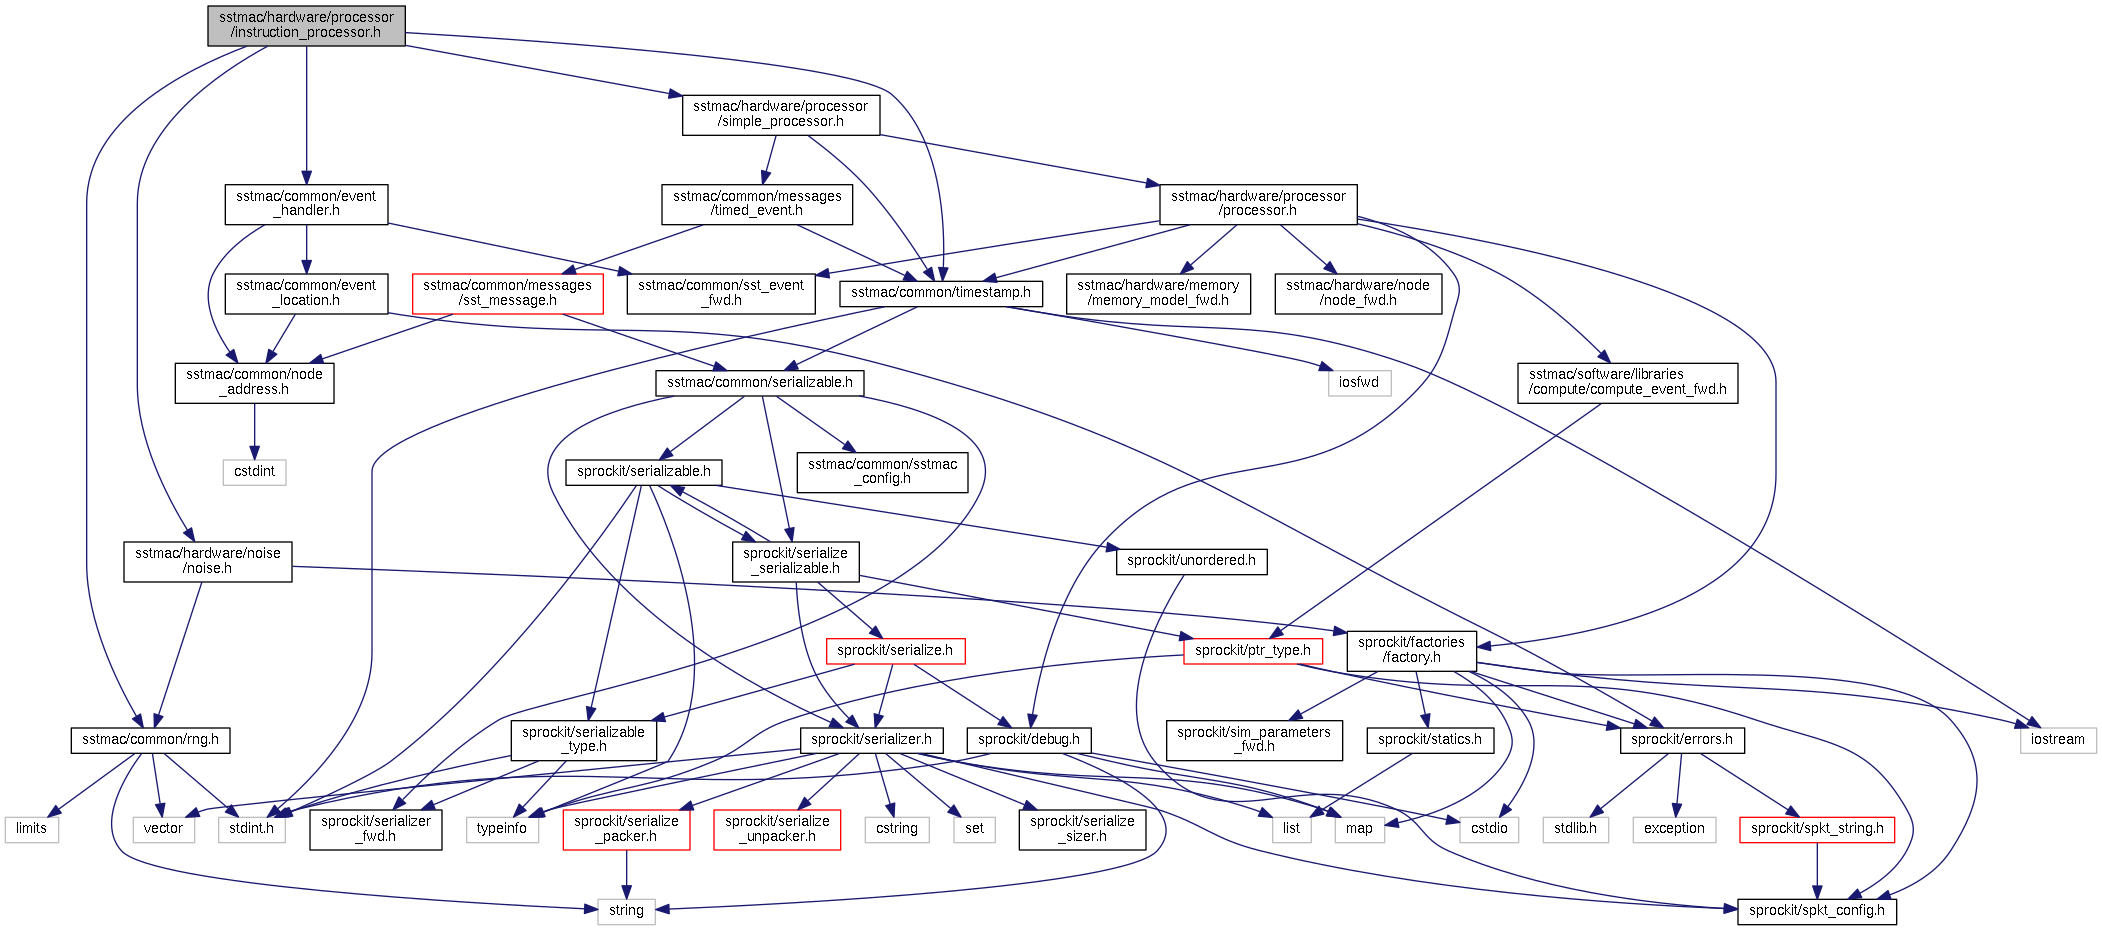 sstmac/hardware/processor
/instruction_processor.h
sstmac/hardware/processor
/simple_processor.h
sstmac/common/event
_handler.h
sstmac/common/messages
/timed_event.h
sstmac/hardware/processor
/processor.h
sstmac/common/event
_location.h
sstmac/common/messages
/sst_message.h
sstmac/common/sst_event
_fwd.h
sstmac/common/timestamp.h
sstmac/hardware/memory
/memory_model_fwd.h
sstmac/hardware/node
/node_fwd.h
sstmac/common/node
_address.h
sstmac/common/serializable.h
iosfwd
sstmac/software/libraries
/compute/compute_event_fwd.h
cstdint
sprockit/serializable.h
sstmac/common/sstmac
_config.h
sstmac/hardware/noise
/noise.h
sprockit/serialize
_serializable.h
sprockit/unordered.h
sprockit/serialize.h
sprockit/ptr_type.h
sprockit/factories
/factory.h
sstmac/common/rng.h
sprockit/serializable
_type.h
sprockit/serializer.h
sprockit/debug.h
sprockit/sim_parameters
_fwd.h
sprockit/statics.h
sprockit/errors.h
iostream
limits
vector
stdint.h
sprockit/serializer
_fwd.h
typeinfo
sprockit/serialize
_packer.h
sprockit/serialize
_unpacker.h
cstring
set
sprockit/serialize
_sizer.h
list
map
cstdio
stdlib.h
exception
sprockit/spkt_string.h
string
sprockit/spkt_config.h